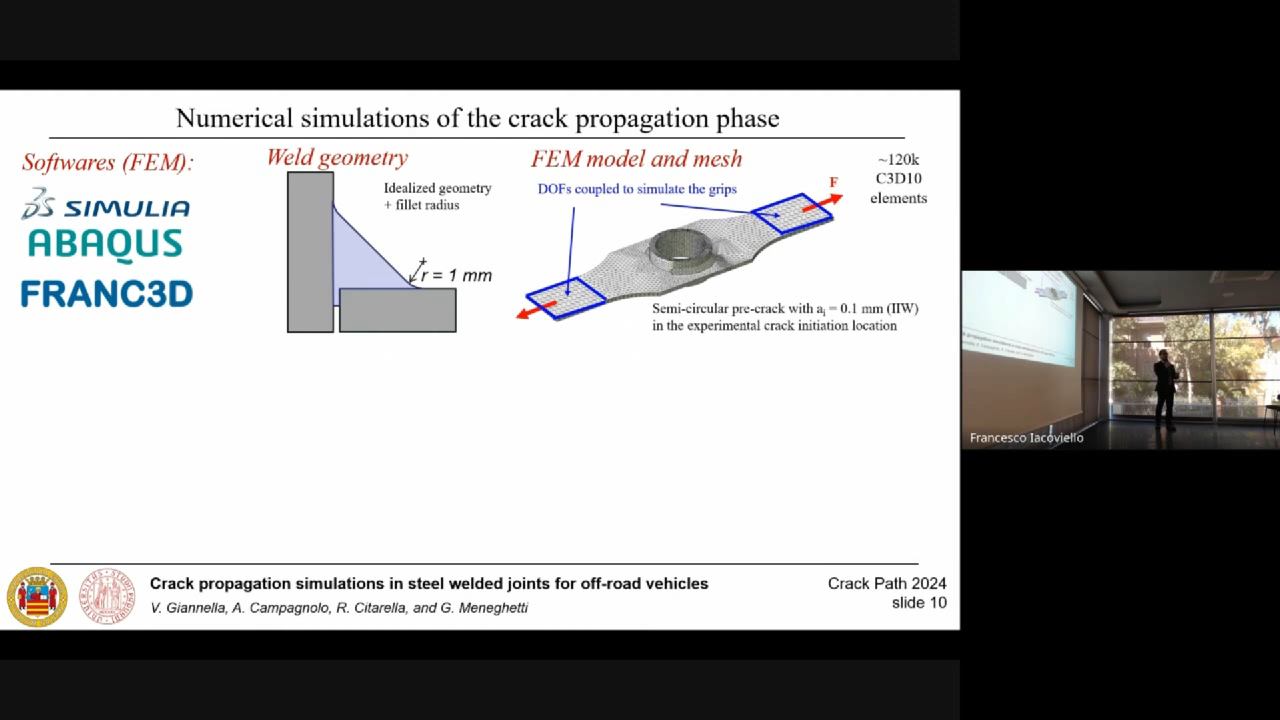 Numerical simulations of the crack propagation phase
Softwares (FEM):
SIMULIA
ABAQUS
FRANC3D
Weld geometry
Idealized geometry
+ fillet radius
r = 1 mm
FEM model and mesh
DOFs coupled to simulate the grips
F
~120k
C3D10
elements
Semi-circular pre-crack with ai = 0.1 mm (IIW)
in the experimental crack initiation location
Francesco Iacoviello
Crack propagation simulations in steel welded joints for off-road vehicles
V. Giannella, A. Campagnolo, R. Citarella, and G. Meneghetti
Crack Path 2024
slide 10